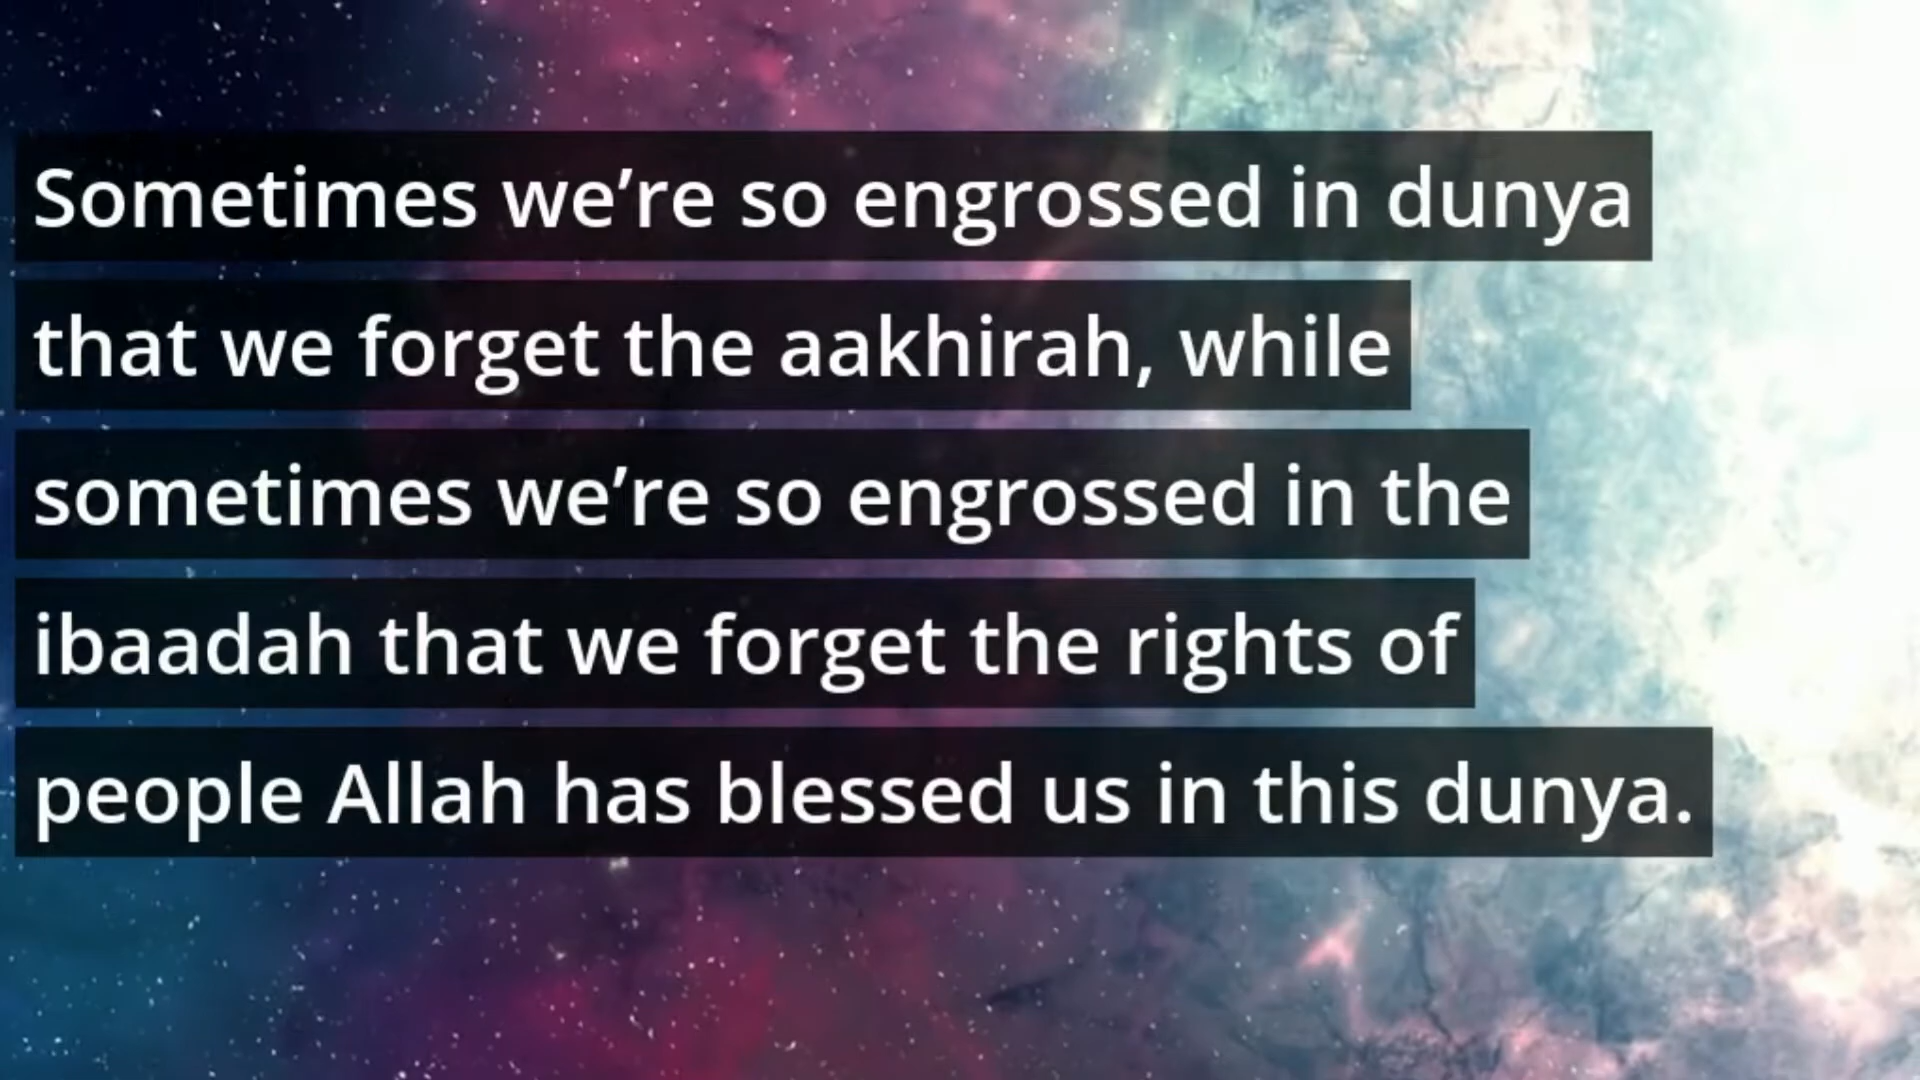 Sometimes we’re so engrossed in dunya
that we forget the aakhirah, while
sometimes we’re so engrossed in the
ibaadah that we forget the rights of
people Allah has blessed us in this dunya.